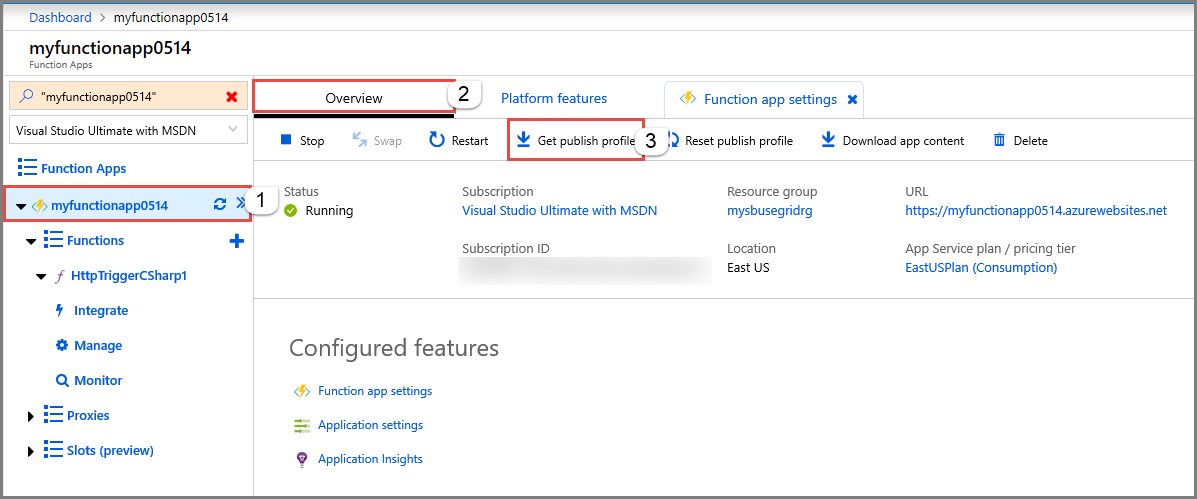 Dashboard > myfunctionapp0514
myfunctionapp0514
Function Apps
"myfunctionapp0514"
Visual Studio Ultimate with MSDN
Function Apps
myfunctionapp0514
1
Functions
HttpTriggerCSharp1
Integrate
Manage
Monitor
Proxies
Slots (preview)
Overview 2 Platform features Function app settings
Stop Swap Restart Get publish profile 3 Reset publish profile Download app content Delete
Status Subscription Resource group URL
Running Visual Studio Ultimate with MSDN mysbusegridrg https://myfunctionapp0514.azurewebsites.net
Subscription ID Location App Service plan / pricing tier
East US EastUSPlan (Consumption)
Configured features
Function app settings
Application settings
Application Insights